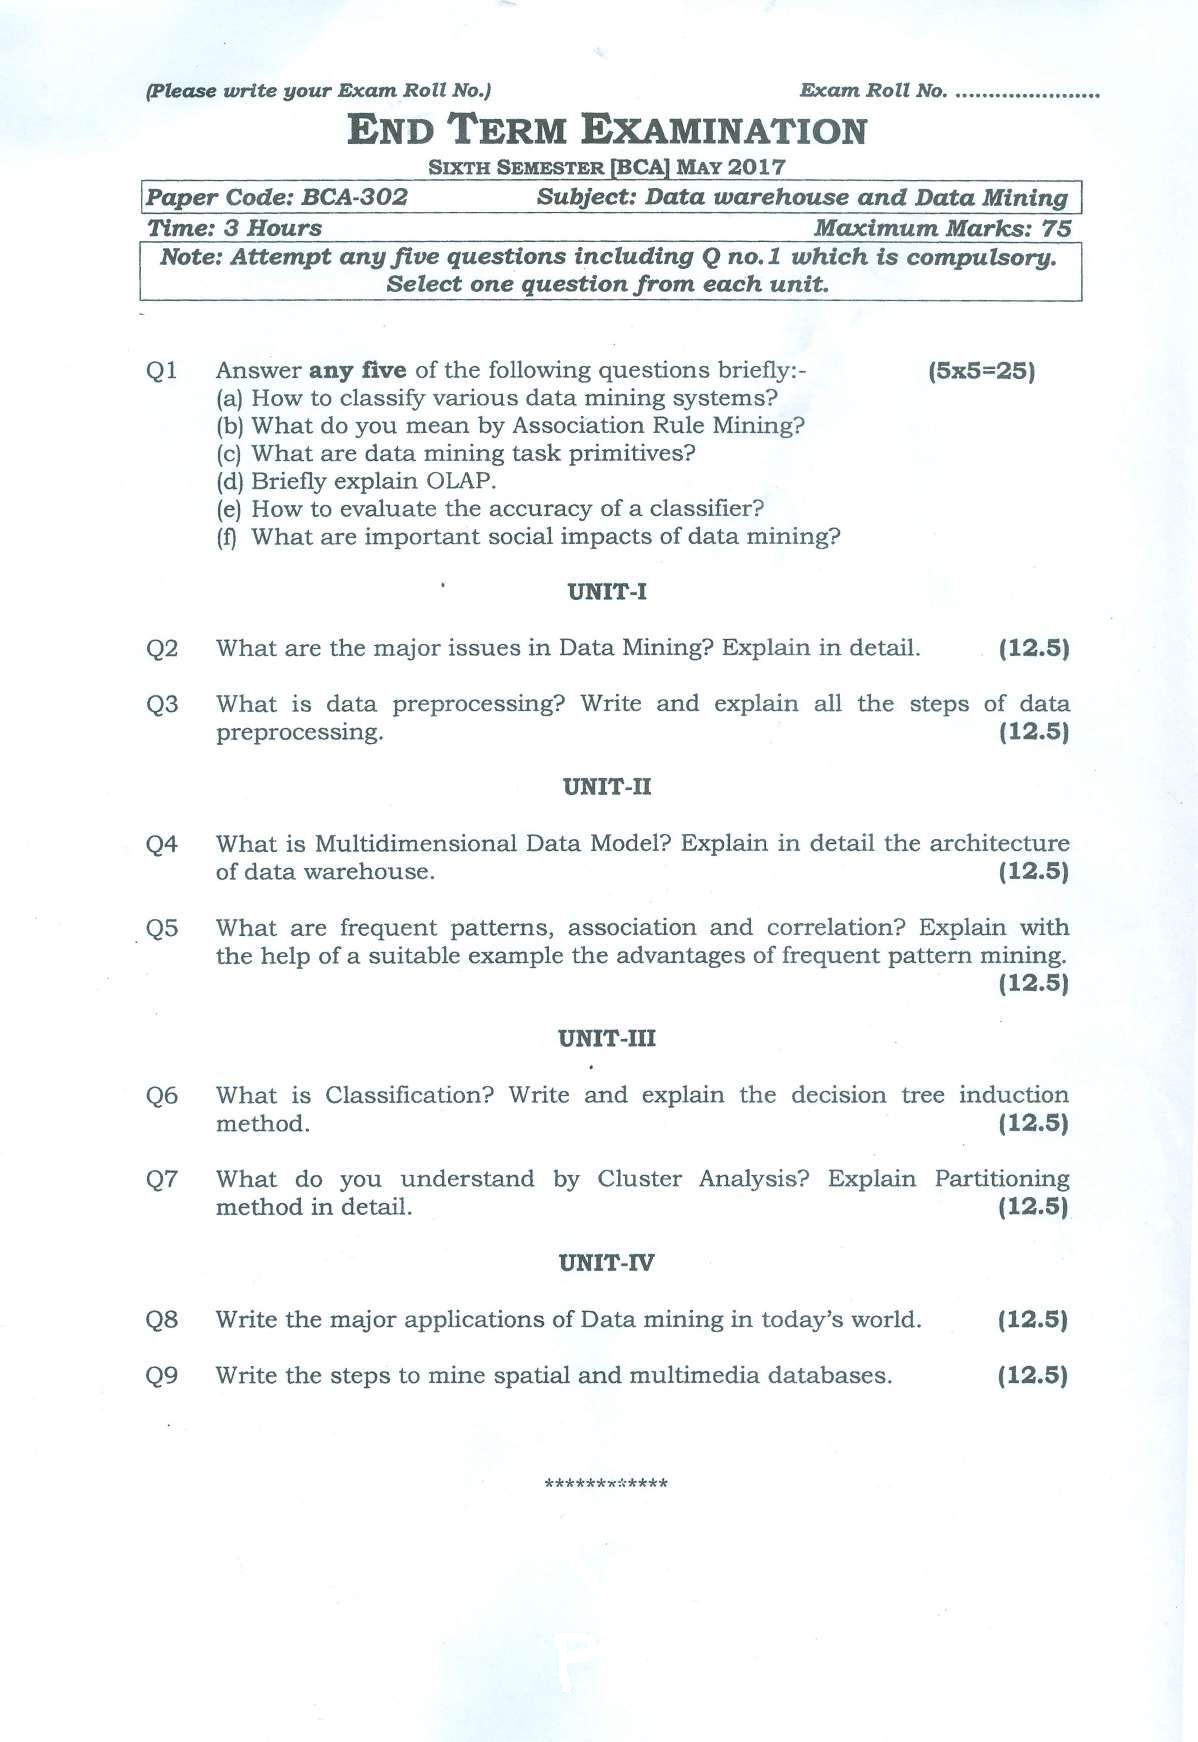 (Please write your Exam Roll No.) Exam Roll No. ......................
END TERM EXAMINATION
SIXTH SEMESTER [BCA] MAY 2017
Paper Code: BCA-302 Subject: Data warehouse and Data Mining
Time: 3 Hours Maximum Marks: 75
Note: Attempt any five questions including Q no.1 which is compulsory.
Select one question from each unit.
Q1 Answer any five of the following questions briefly:- (5x5=25)
(a) How to classify various data mining systems?
(b) What do you mean by Association Rule Mining?
(c) What are data mining task primitives?
(d) Briefly explain OLAP.
(e) How to evaluate the accuracy of a classifier?
(f) What are important social impacts of data mining?
UNIT-I
Q2 What are the major issues in Data Mining? Explain in detail. (12.5)
Q3 What is data preprocessing? Write and explain all the steps of data
preprocessing. (12.5)
UNIT-II
Q4 What is Multidimensional Data Model? Explain in detail the architecture
of data warehouse. (12.5)
Q5 What are frequent patterns, association and correlation? Explain with
the help of a suitable example the advantages of frequent pattern mining.
(12.5)
UNIT-III
Q6 What is Classification? Write and explain the decision tree induction
method. (12.5)
Q7 What do you understand by Cluster Analysis? Explain Partitioning
method in detail. (12.5)
UNIT-IV
Q8 Write the major applications of Data mining in today's world. (12.5)
Q9 Write the steps to mine spatial and multimedia databases. (12.5)
************
P